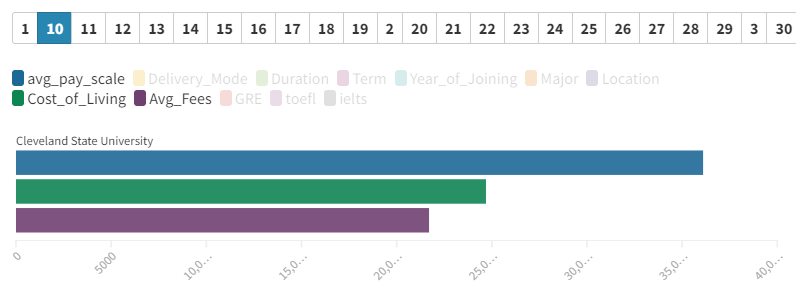 1 10 11 12 13 14 15 16 17 18 19 2 20 21 22 23 24 25 26 27 28 29 3 30
avg_pay_scale Delivery_Mode Duration Term Year_of_Joining Major Location
Cost_of_Living Avg_Fees GRE toefl ielts
Cleveland State University
0 5000 10,0... 15,0... 20,0... 25,0... 30,0... 35,0... 40,0...